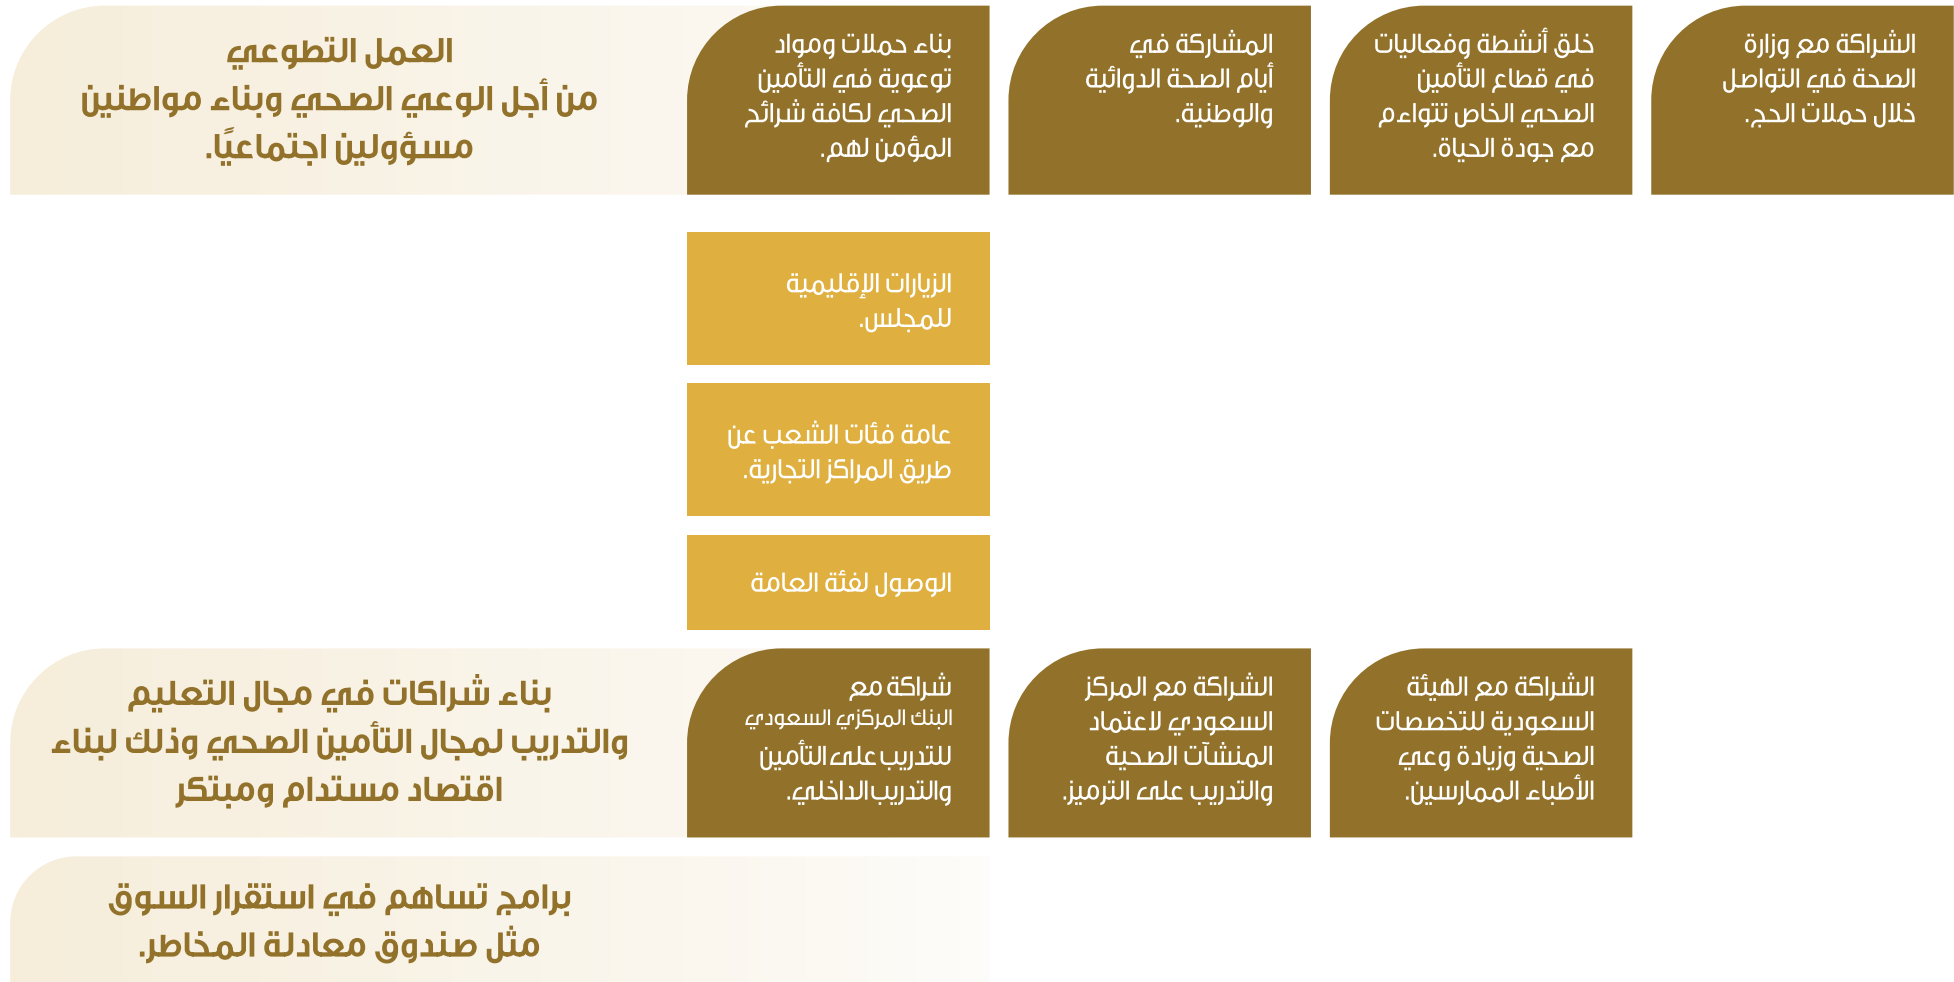 الشراكة مع وزارة
الصحة في التواصل
خلال حملات الحج.
خلق أنشطة وفعاليات
في قطاع التأمين
الصحي الخاص تتواءم
مع جودة الحياة.
المشاركة في
أيام الصحة الدوائية
والوطنية.
بناء حملات ومواد
توعوية في التأمين
الصحي لكافة شرائح
المؤمن لهم.
العمل التطوعي
من أجل الوعي الصحي وبناء مواطنين
مسؤولين اجتماعيًا.
الزيارات الإقليمية
للمجلس.
عامة فئات الشعب عن
طريق المراكز التجارية.
الوصول لفئة العامة
الشراكة مع الهيئة
السعودية للتخصصات
الصحية وزيادة وعي
الأطباء الممارسين.
الشراكة مع المركز
السعودي لاعتماد
المنشآت الصحية
والتدريب على الترميز.
شراكة مع
البنك المركزي السعودي
للتدريب على التأمين
والتدريب الداخلي.
بناء شراكات في مجال التعليم
والتدريب لمجال التأمين الصحي وذلك لبناء
اقتصاد مستدام ومبتكر
برامج تساهم في استقرار السوق
مثل صندوق معادلة المخاطر.